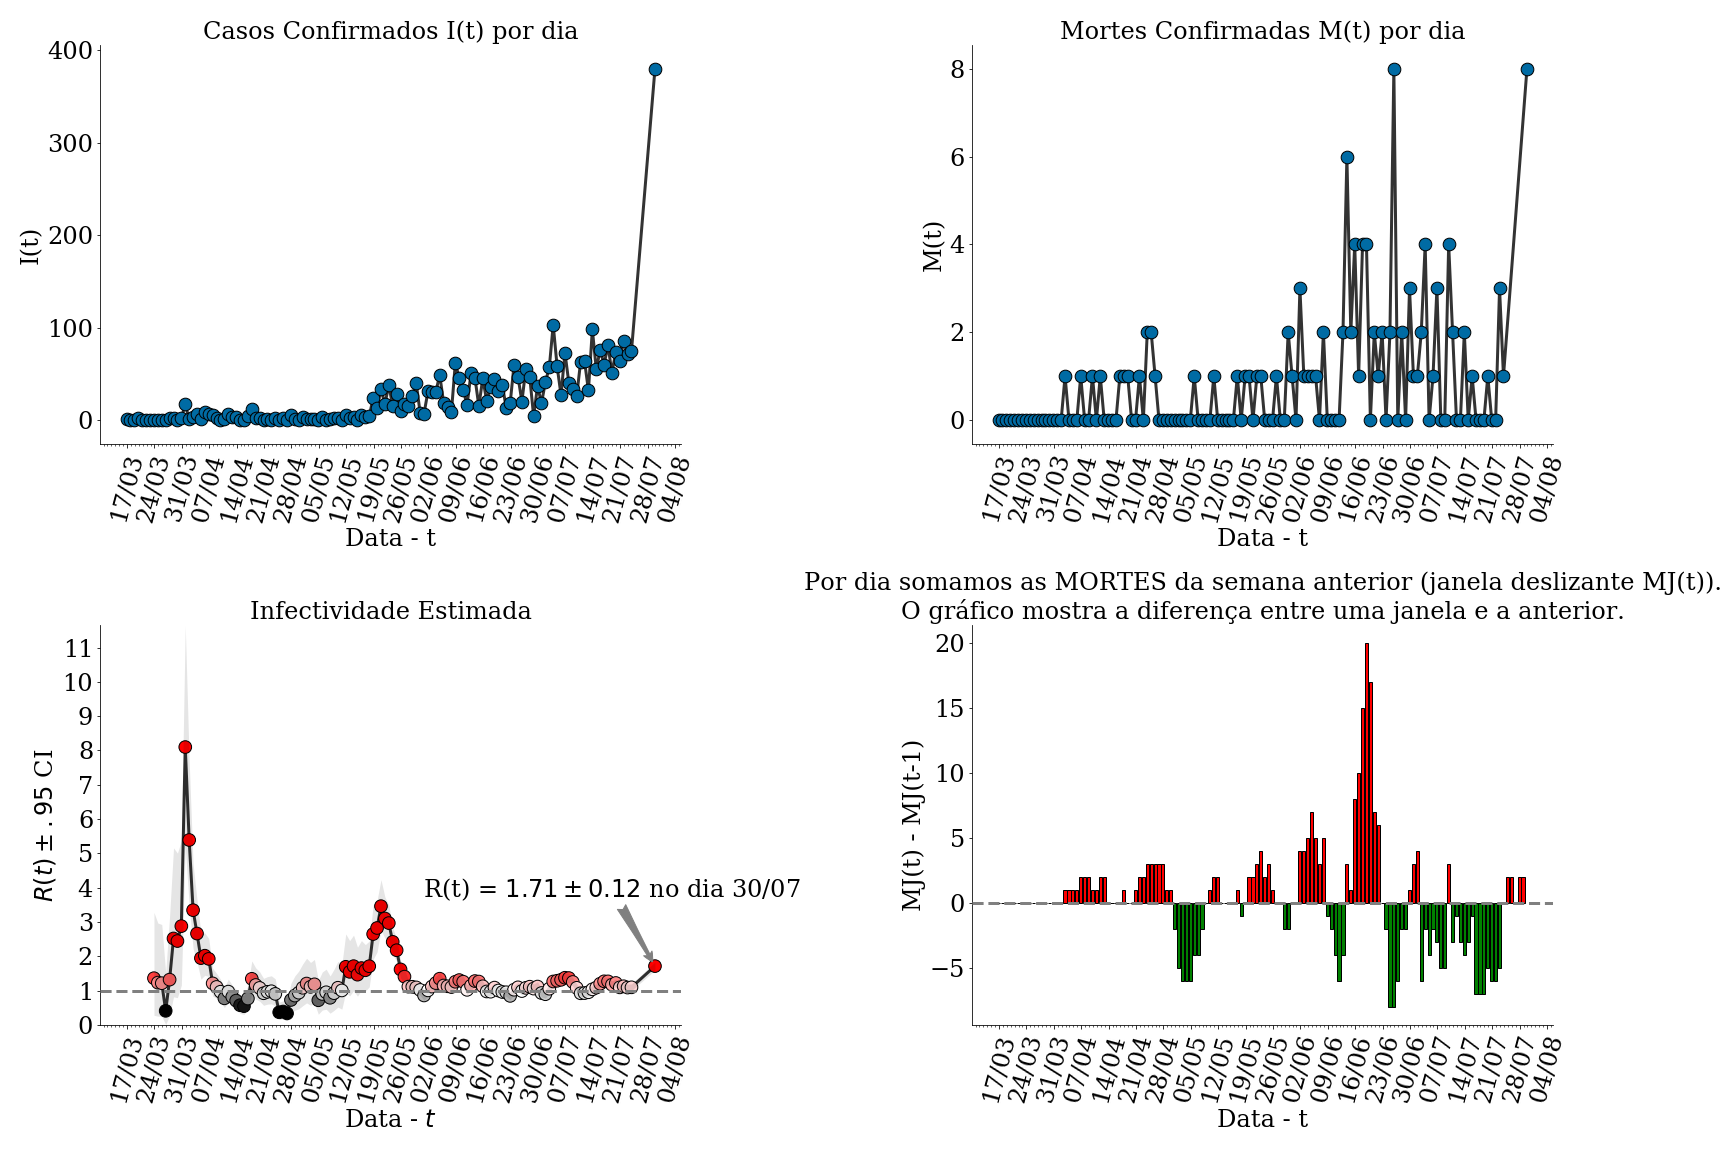 Casos Confirmados I(t) por dia
400
300
200
100
0
I(t)
17/03 24/03 31/03 07/04 14/04 21/04 28/04 05/05 12/05 19/05 26/05 02/06 09/06 16/06 23/06 30/06 07/07 14/07 21/07 28/07 04/08
Data - t
Mortes Confirmadas M(t) por dia
8
6
4
2
0
M(t)
17/03 24/03 31/03 07/04 14/04 21/04 28/04 05/05 12/05 19/05 26/05 02/06 09/06 16/06 23/06 30/06 07/07 14/07 21/07 28/07 04/08
Data - t
Infectividade Estimada
11
10
9
8
7
6
5
4
3
2
1
0
R(t) ± .95 CI
R(t) = 1.71 ± 0.12 no dia 30/07
17/03 24/03 31/03 07/04 14/04 21/04 28/04 05/05 12/05 19/05 26/05 02/06 09/06 16/06 23/06 30/06 07/07 14/07 21/07 28/07 04/08
Data - t
Por dia somamos as MORTES da semana anterior (janela deslizante MJ(t)).
O gráfico mostra a diferença entre uma janela e a anterior.
20
15
10
5
0
−5
MJ(t) - MJ(t-1)
17/03 24/03 31/03 07/04 14/04 21/04 28/04 05/05 12/05 19/05 26/05 02/06 09/06 16/06 23/06 30/06 07/07 14/07 21/07 28/07 04/08
Data - t